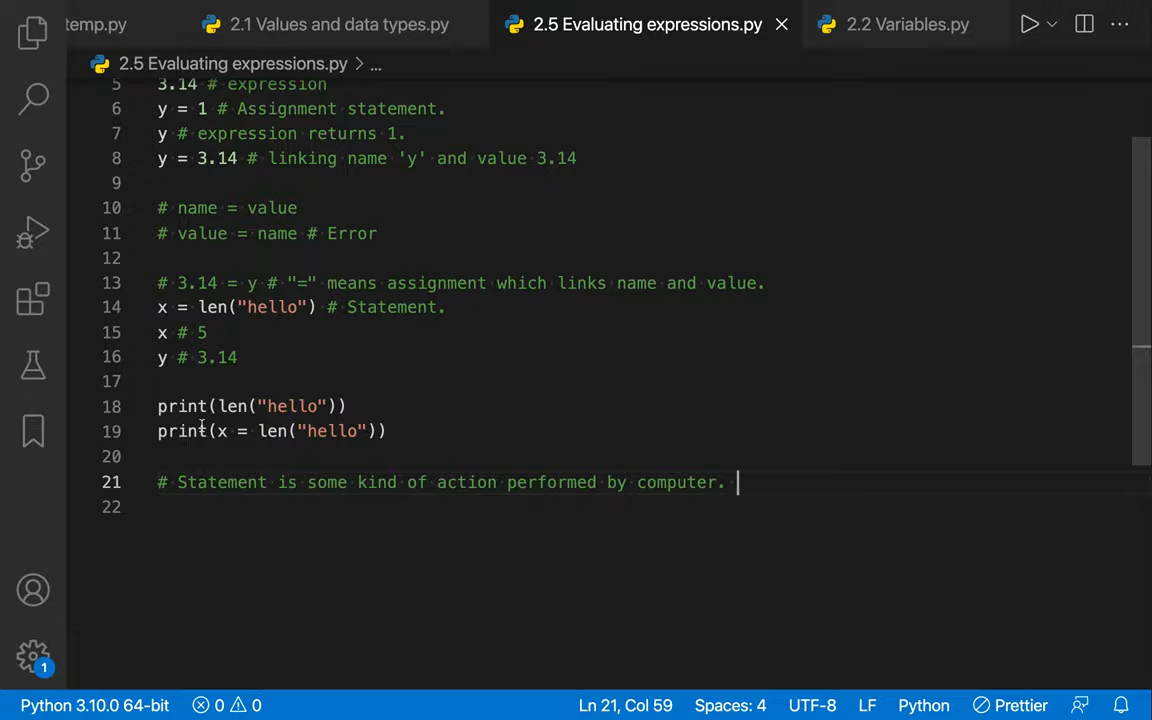 temp.py 2.1 Values and data types.py 2.5 Evaluating expressions.py 2.2 Variables.py
2.5 Evaluating expressions.py > ...
5 3.14 # expression
6 y = 1 # Assignment statement.
7 y # expression returns 1.
8 y = 3.14 # linking name 'y' and value 3.14
9
10 # name = value
11 # value = name # Error
12
13 # 3.14 = y # "=" means assignment which links name and value.
14 x = len("hello") # Statement.
15 x # 5
16 y # 3.14
17
18 print(len("hello"))
19 print(x = len("hello"))
20
21 # Statement is some kind of action performed by computer.
22
1
Python 3.10.0 64-bit 0 0 Ln 21, Col 59 Spaces: 4 UTF-8 LF Python Prettier